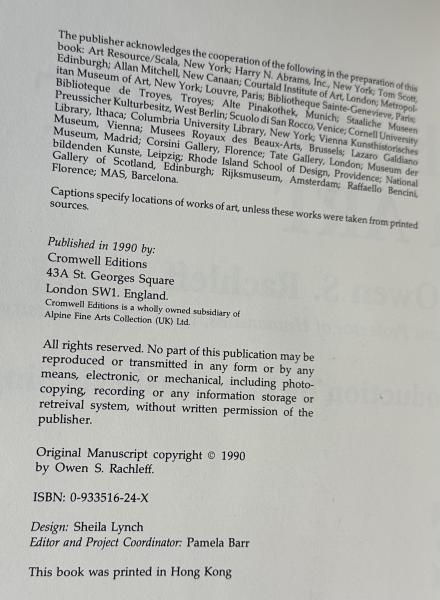 The publisher acknowledges the cooperation of the following in the preparation of this
book: Art Resource/Scala, New York; Harry N. Abrams, Inc., New York; Tom Scott,
Edinburgh; Allan Mitchell, New Canaan; Courtald Institute of Art, London; Metropol-
itan Museum of Art, New York; Louvre, Paris; Bibliotheque Sainte-Genevieve, Paris;
Biblioteque de Troyes, Troyes; Alte Pinakothek, Munich; Staaliche Museen
Preussicher Kulturbesitz, West Berlin; Scuolo di San Rocco, Venice; Cornell University
Library, Ithaca; Columbia University Library, New York; Vienna Kunsthistorisches
Museum, Vienna; Musees Royaux des Beaux-Arts, Brussels; Lazaro Galdiano
Museum, Madrid; Corsini Gallery, Florence; Tate Gallery, London; Museum der
bildenden Kunste, Leipzig; Rhode Island School of Design, Providence; National
Gallery of Scotland, Edinburgh; Rijksmuseum, Amsterdam; Raffaello Bencini,
Florence; MAS, Barcelona.
Captions specify locations of works of art, unless these works were taken from printed
sources.
Published in 1990 by:
Cromwell Editions
43A St. Georges Square
London SW1. England.
Cromwell Editions is a wholly owned subsidiary of
Alpine Fine Arts Collection (UK) Ltd.
All rights reserved. No part of this publication may be
reproduced or transmitted in any form or by any
means, electronic, or mechanical, including photo-
copying, recording or any information storage or
retreival system, without written permission of the
publisher.
Original Manuscript copyright © 1990
by Owen S. Rachleff.
ISBN: 0-933516-24-X
Design: Sheila Lynch
Editor and Project Coordinator: Pamela Barr
This book was printed in Hong Kong